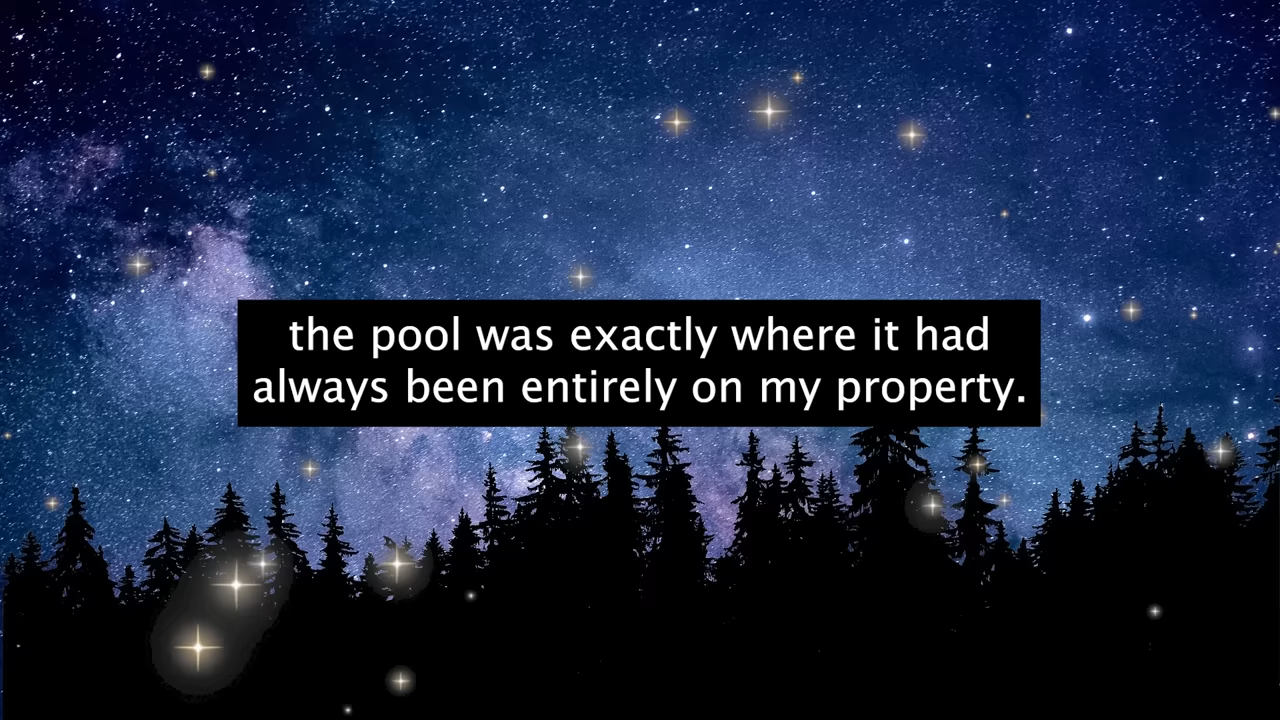 the pool was exactly where it had
always been entirely on my property.